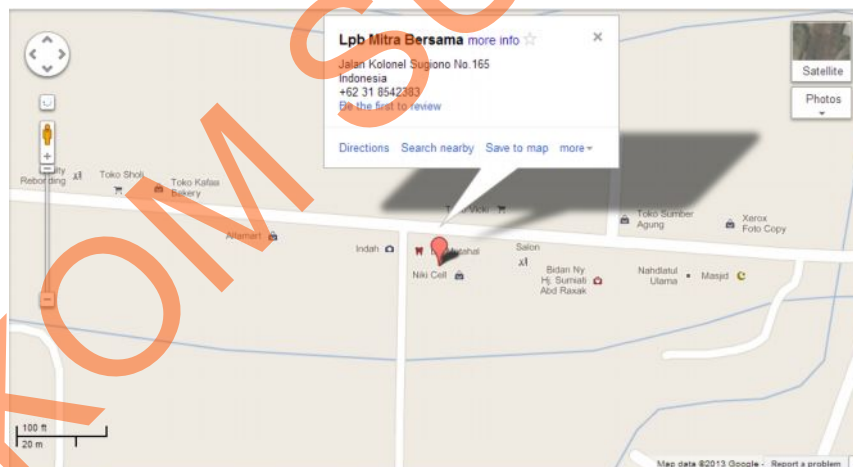 Lpb Mitra Bersama more info
Jalan Kolonel Sugiono No.165
Indonesia
+62 31 8542383
Be the first to review
Directions Search nearby Save to map more
Satellite
Photos
Toko Sholi
Toko Kafaa
Bakery
Alfamart
Indah
Niki Cell
Salon
Bidan Ny
Hj. Sumiati
Abd Raxak
Toko Sumber
Agung
Xerox
Foto Copy
Nahdlatul
Ulama
Masjid
100 ft
20 m
Map data ©2013 Google - Report a problem